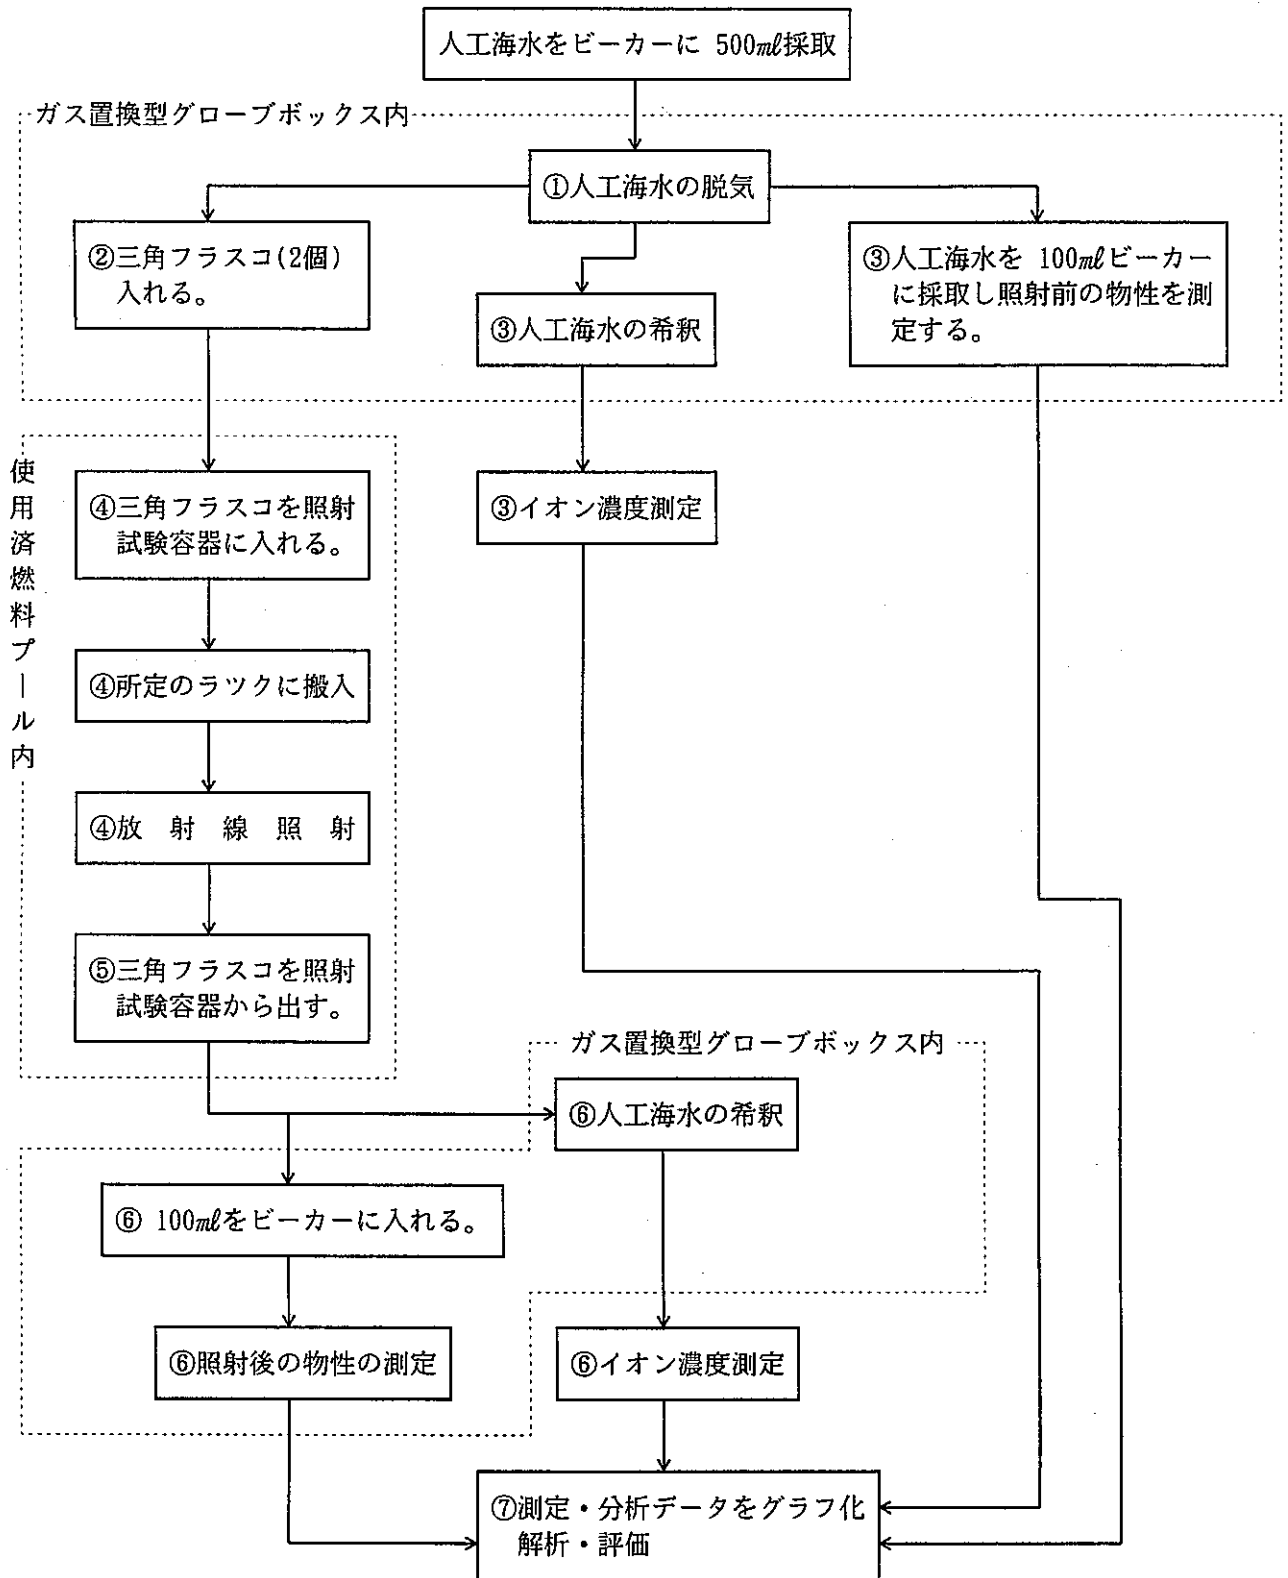 人工海水をビーカーに 500㎖採取
ガス置換型グローブボックス内
①人工海水の脱気
②三角フラスコ(2個)
入れる。
③人工海水の希釈
③人工海水を 100㎖ビーカー
に採取し照射前の物性を測
定する。
使用済燃料プール内
④三角フラスコを照射
試験容器に入れる。
③イオン濃度測定
④所定のラツクに搬入
④放 射 線 照 射
⑤三角フラスコを照射
試験容器から出す。
ガス置換型グローブボックス内
⑥人工海水の希釈
⑥ 100㎖をビーカーに入れる。
⑥照射後の物性の測定
⑥イオン濃度測定
⑦測定・分析データをグラフ化
解析・評価